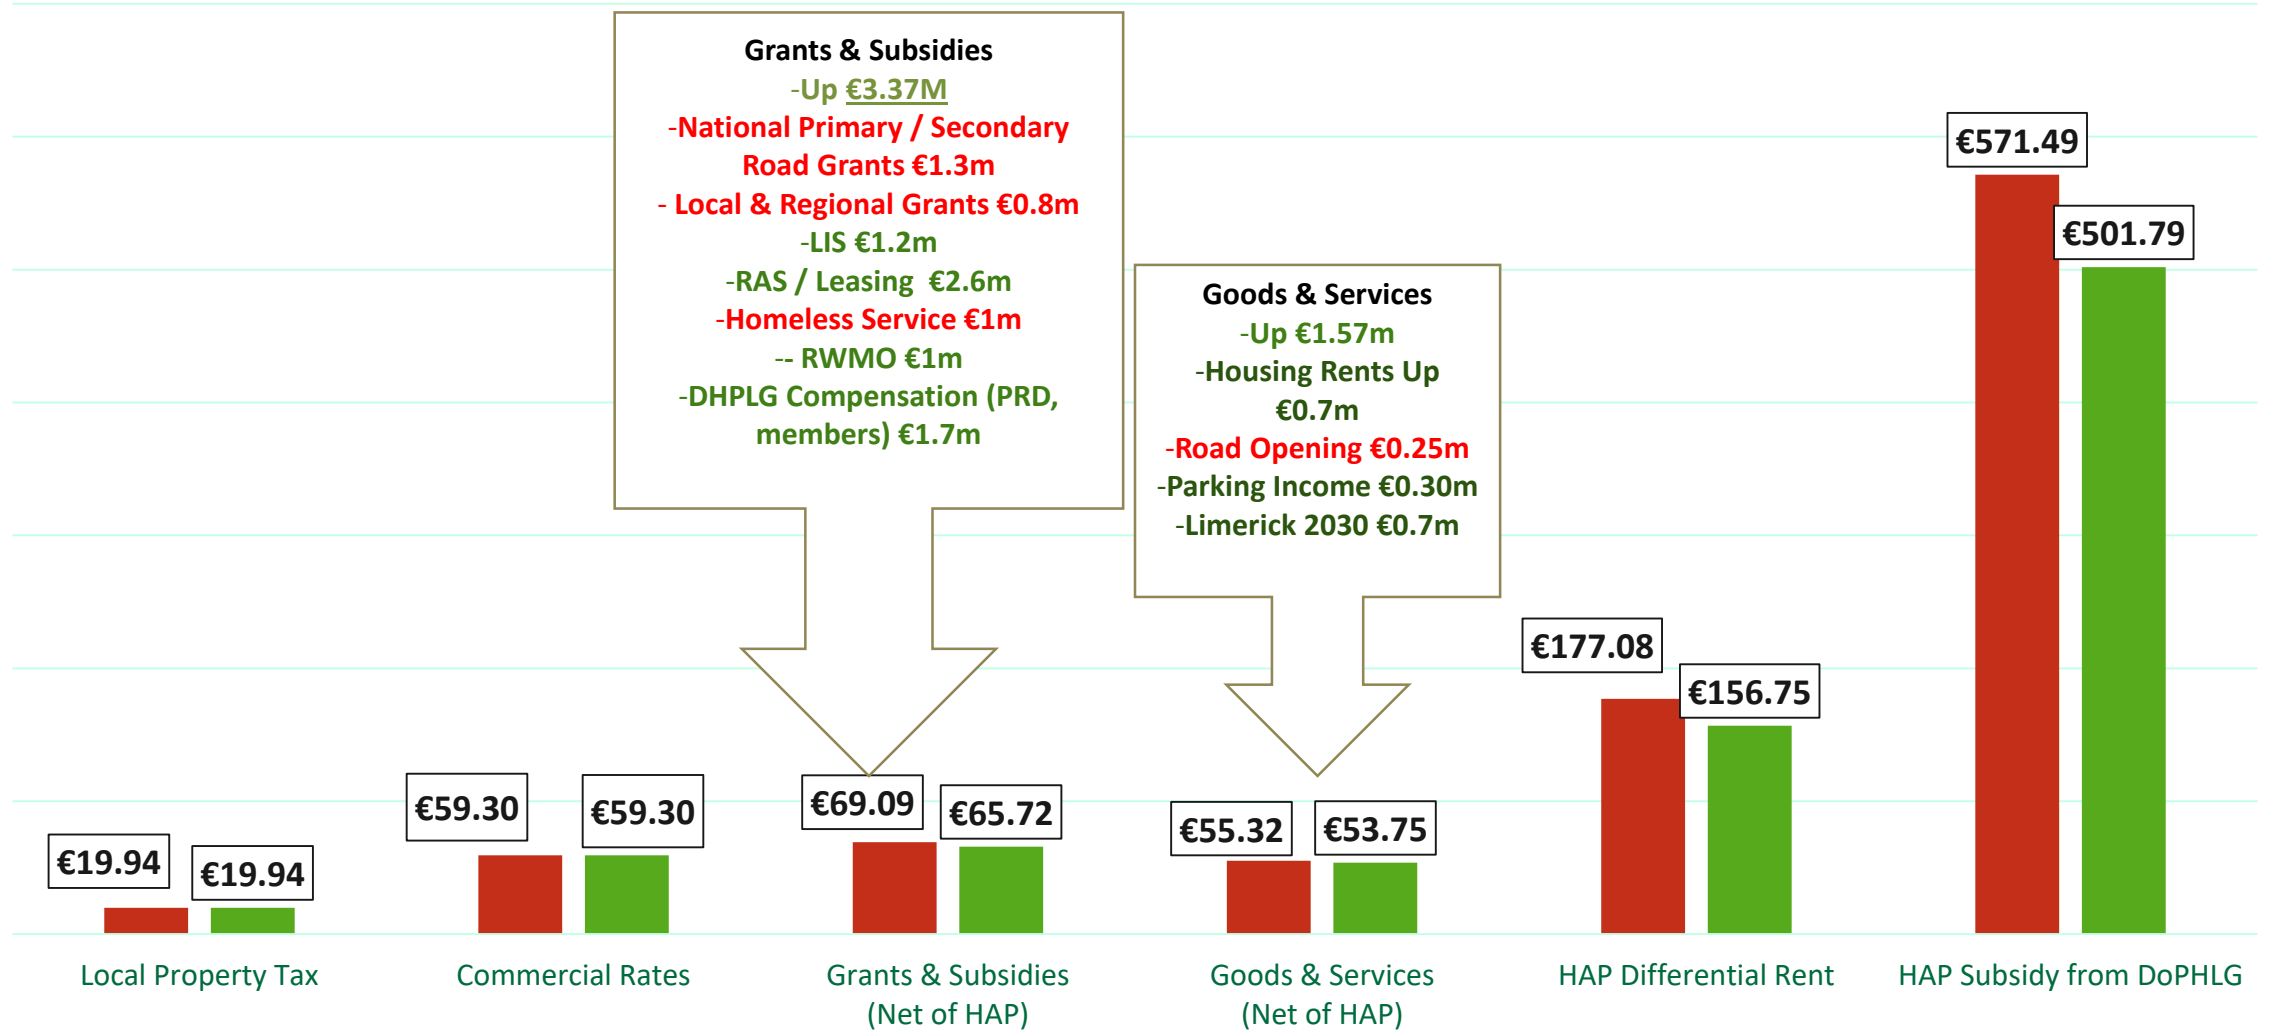 Grants & Subsidies
-Up €3.37M
-National Primary / Secondary
Road Grants €1.3m
- Local & Regional Grants €0.8m
-LIS €1.2m
-RAS / Leasing €2.6m
-Homeless Service €1m
-- RWMO €1m
-DHPLG Compensation (PRD,
members) €1.7m
Goods & Services
-Up €1.57m
-Housing Rents Up
€0.7m
-Road Opening €0.25m
-Parking Income €0.30m
-Limerick 2030 €0.7m
€19.94
€19.94
€59.30
€59.30
€69.09
€65.72
€55.32
€53.75
€177.08
€156.75
€571.49
€501.79
Local Property Tax
Commercial Rates
Grants & Subsidies
(Net of HAP)
Goods & Services
(Net of HAP)
HAP Differential Rent
HAP Subsidy from DoPHLG